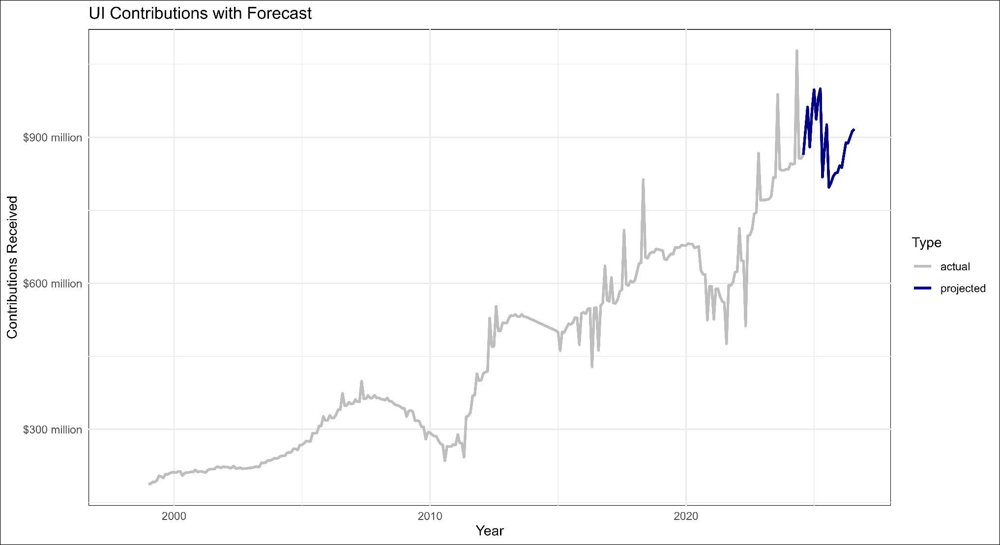 UI Contributions with Forecast
Contributions Received
$900 million
$600 million
$300 million
2000
2010
2020
Year
Type
actual
projected